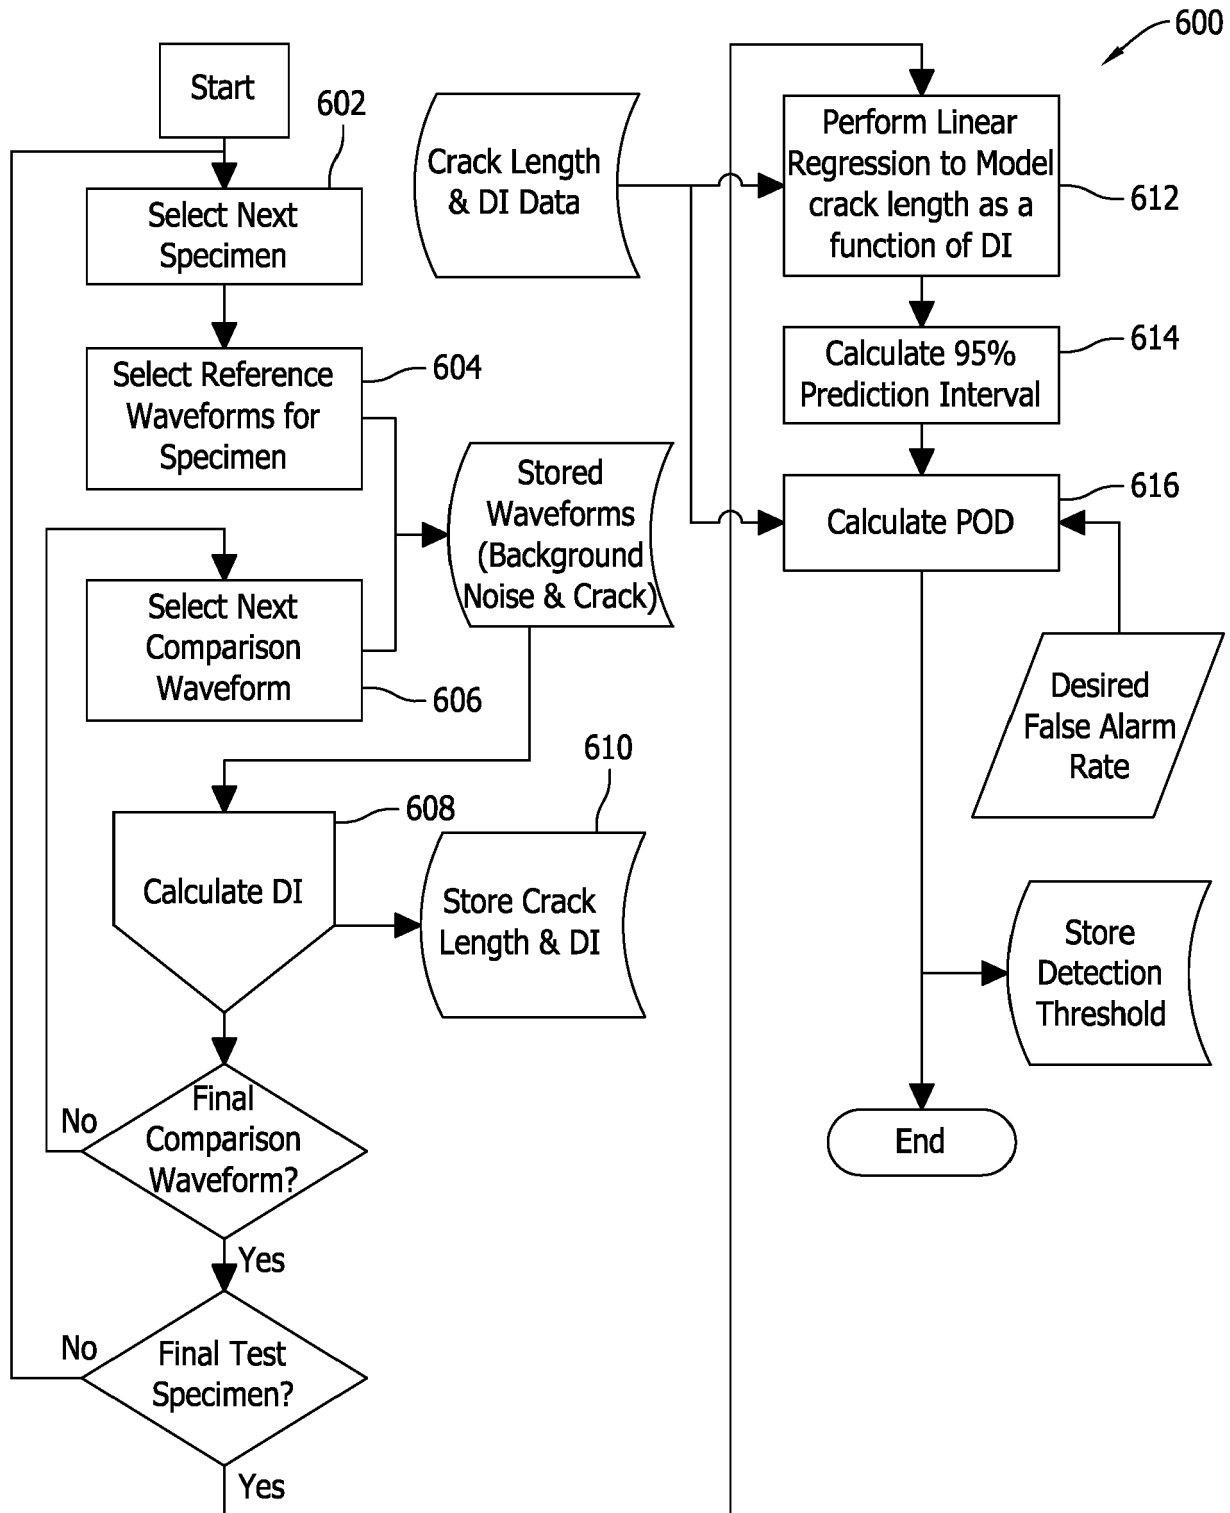 600
Start
602
Select Next
Specimen
604
Select Reference
Waveforms for
Specimen
Stored
Waveforms
(Background
Noise & Crack)
Select Next
Comparison
Waveform
606
608
Calculate DI
610
Store Crack
Length & DI
Final
Comparison
Waveform?
No
Yes
Final Test
Specimen?
No
Yes
Crack Length
& DI Data
Perform Linear
Regression to Model
crack length as a
function of DI
612
Calculate 95%
Prediction Interval
614
Calculate POD
616
Desired
False Alarm
Rate
Store
Detection
Threshold
End